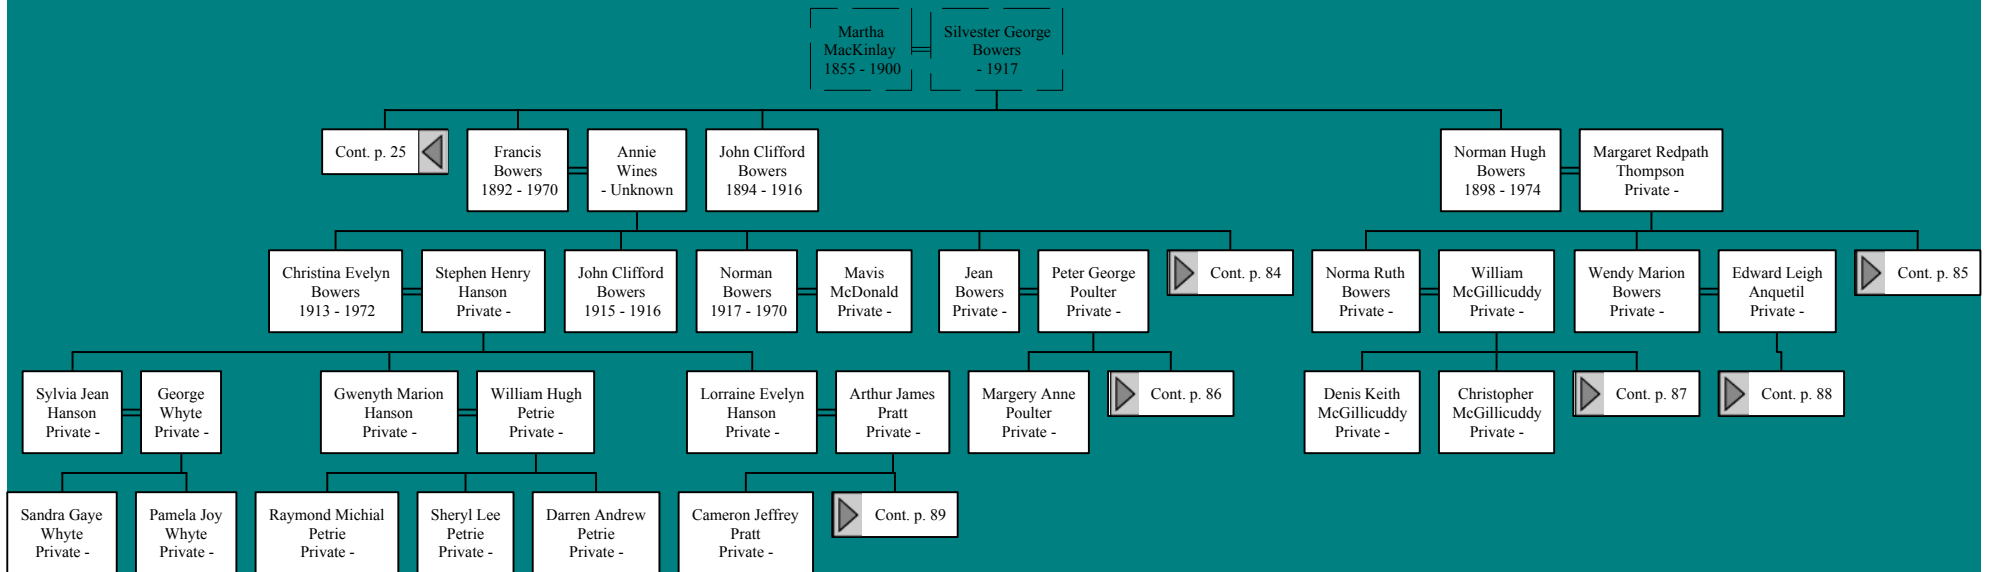 Martha
MacKinlay
1855 - 1900
Silvester George
Bowers
- 1917
Cont. p. 25
Francis
Bowers
1892 - 1970
Annie
Wines
- Unknown
John Clifford
Bowers
1894 - 1916
Norman Hugh
Bowers
1898 - 1974
Margaret Redpath
Thompson
Private -
Christina Evelyn
Bowers
1913 - 1972
Stephen Henry
Hanson
Private -
John Clifford
Bowers
1915 - 1916
Norman
Bowers
1917 - 1970
Mavis
McDonald
Private -
Jean
Bowers
Private -
Peter George
Poulter
Private -
Cont. p. 84
Norma Ruth
Bowers
Private -
William
McGillicuddy
Private -
Wendy Marion
Bowers
Private -
Edward Leigh
Anquetil
Private -
Cont. p. 85
Sylvia Jean
Hanson
Private -
George
Whyte
Private -
Gwenyth Marion
Hanson
Private -
William Hugh
Petrie
Private -
Lorraine Evelyn
Hanson
Private -
Arthur James
Pratt
Private -
Margery Anne
Poulter
Private -
Cont. p. 86
Denis Keith
McGillicuddy
Private -
Christopher
McGillicuddy
Private -
Cont. p. 87
Cont. p. 88
Sandra Gaye
Whyte
Private -
Pamela Joy
Whyte
Private -
Raymond Michial
Petrie
Private -
Sheryl Lee
Petrie
Private -
Darren Andrew
Petrie
Private -
Cameron Jeffrey
Pratt
Private -
Cont. p. 89